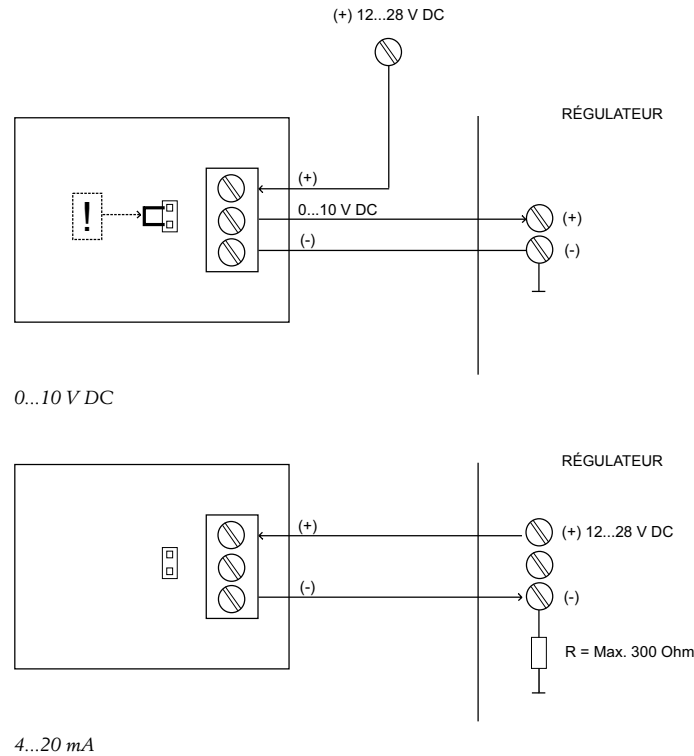 (+) 12...28 V DC
RÉGULATEUR
(+)
!
0...10 V DC
(+)
(-)
(-)
0...10 V DC
RÉGULATEUR
(+)
(+) 12...28 V DC
(-)
(-)
R = Max. 300 Ohm
4...20 mA